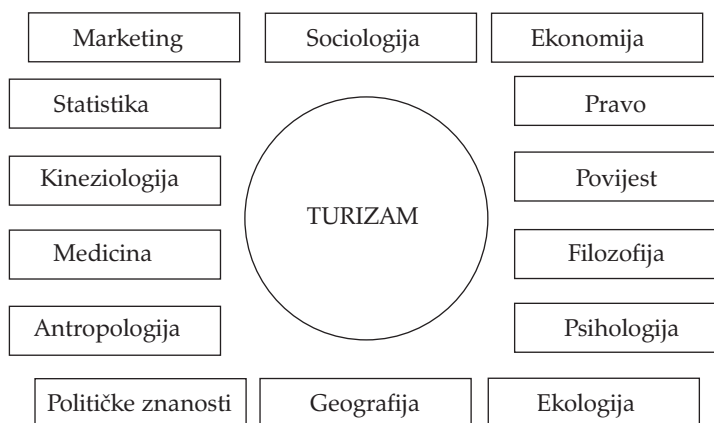 Marketing
Sociologija
Ekonomija
Statistika
Pravo
Kineziologija
Povijest
TURIZAM
Medicina
Filozofija
Antropologija
Psihologija
Političke znanosti
Geografija
Ekologija